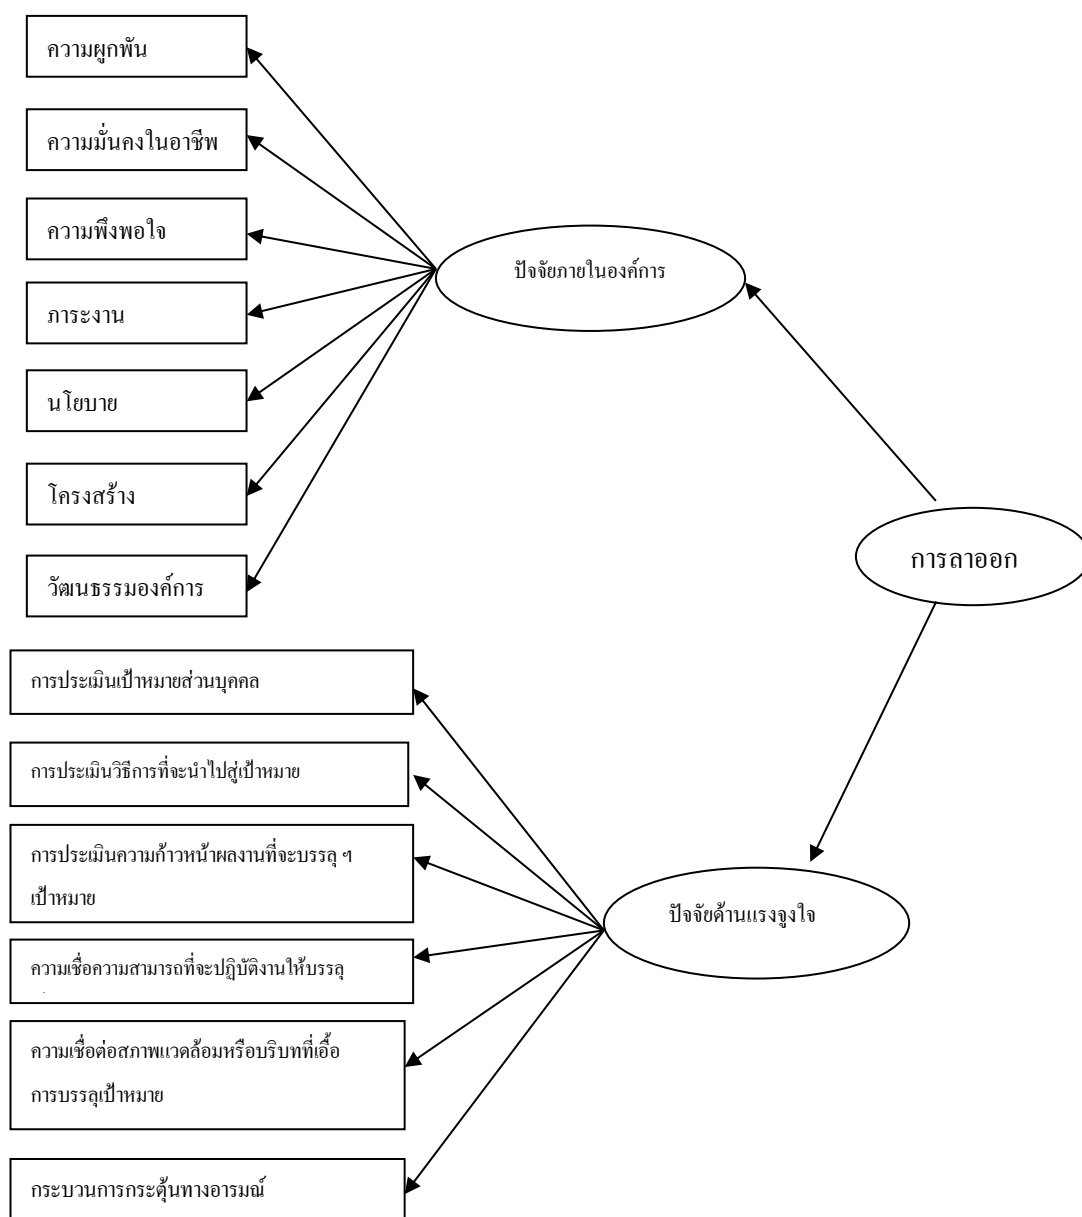 ความผูกพัน
ความมั่นคงในอาชีพ
ความพึงพอใจ
ภาระงาน
นโยบาย
โครงสร้าง
วัฒนธรรมองค์การ
ปัจจัยภายในองค์การ
การลาออก
การประเมินเป้าหมายส่วนบุคคล
การประเมินวิธีการที่จะนำไปสู่เป้าหมาย
การประเมินความก้าวหน้าผลงานที่จะบรรลุ ฯ
เป้าหมาย
ความเชื่อความสามารถที่จะปฏิบัติงานให้บรรลุ
ความเชื่อต่อสภาพแวดล้อมหรือบริบทที่เอื้อ
การบรรลุเป้าหมาย
กระบวนการกระตุ้นทางอารมณ์
ปัจจัยด้านแรงจูงใจ